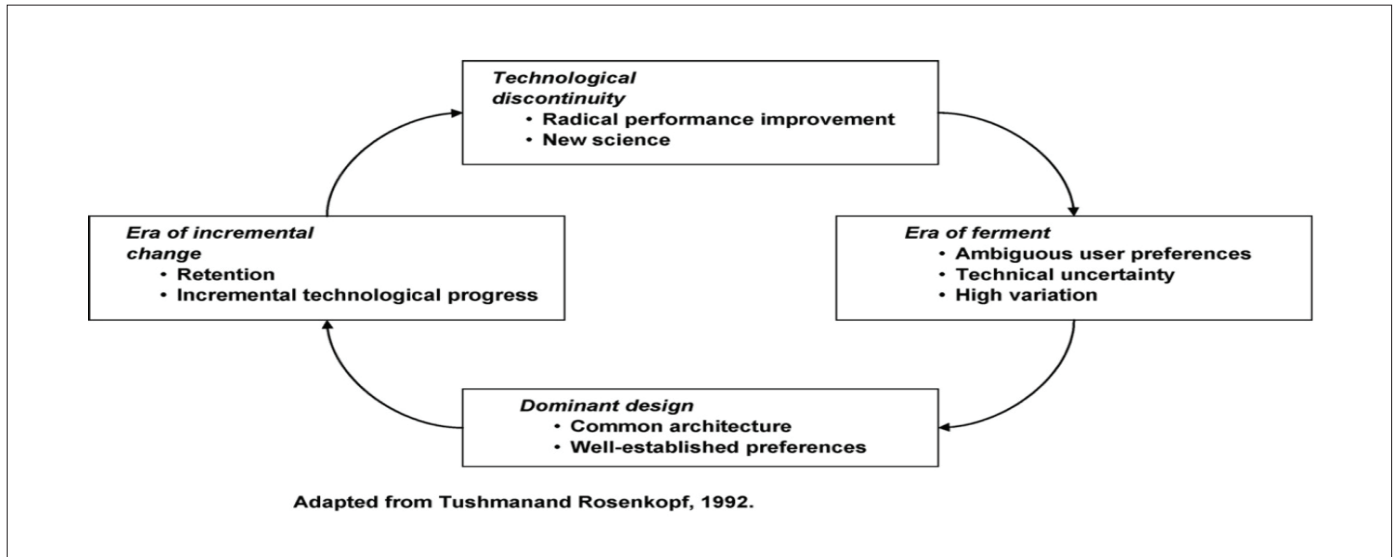 Technological
discontinuity
• Radical performance improvement
• New science
Era of incremental
change
• Retention
• Incremental technological progress
Era of ferment
• Ambiguous user preferences
• Technical uncertainty
• High variation
Dominant design
• Common architecture
• Well-established preferences
Adapted from Tushmanand Rosenkopf, 1992.